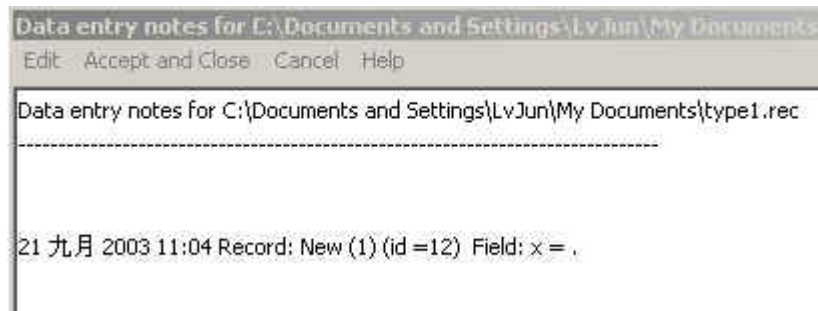 Data entry notes for C:\Documents and Settings\LvJun\My Documents
Edit Accept and Close Cancel Help
Data entry notes for C:\Documents and Settings\LvJun\My Documents\type1.rec
--------------------------------------------------------------------------------
21 九月 2003 11:04 Record: New (1) (id =12) Field: x = .